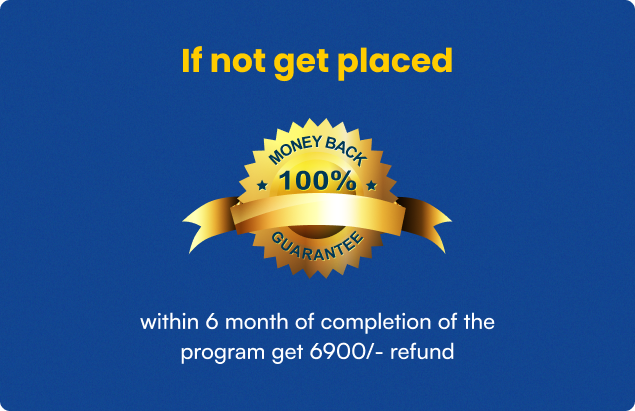 If not get placed
MONEY BACK
100%
GUARANTEE
within 6 month of completion of the
program get 6900/- refund